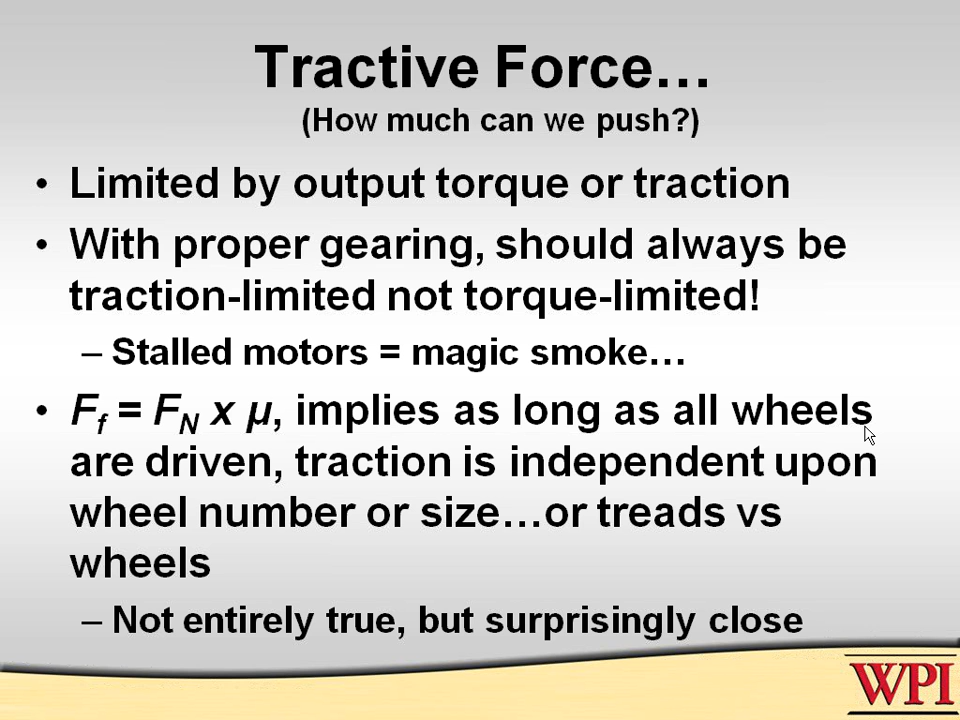 Tractive Force…
(How much can we push?)
• Limited by output torque or traction
• With proper gearing, should always be
traction-limited not torque-limited!
– Stalled motors = magic smoke…
• Ff = FN x μ, implies as long as all wheels
are driven, traction is independent upon
wheel number or size…or treads vs
wheels
– Not entirely true, but surprisingly close
WPI